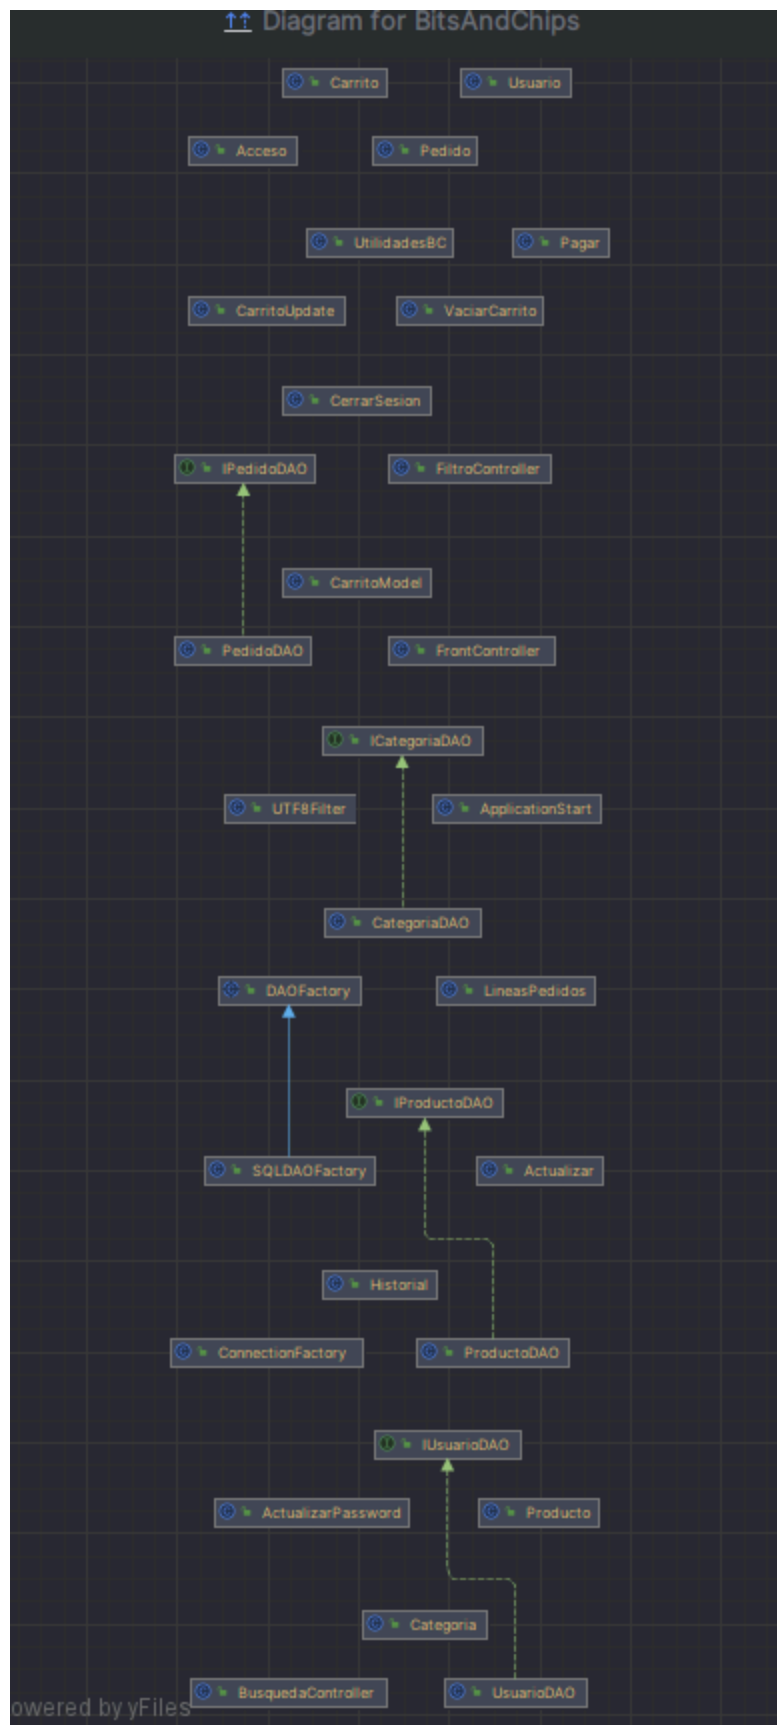 Diagram for BitsAndChips
Carrito
Usuario
Acceso
Pedido
UtilidadesBC
Pagar
CarritoUpdate
VaciarCarrito
CerrarSesion
IPedidoDAO
FiltroController
CarritoModel
PedidoDAO
FrontController
ICategoriaDAO
UTF8Filter
ApplicationStart
CategoriaDAO
DAOFactory
LineasPedidos
IProductoDAO
SQLDAOFactory
Actualizar
Historial
ConnectionFactory
ProductoDAO
IUsuarioDAO
ActualizarPassword
Producto
Categoria
BusquedaController
UsuarioDAO
owered by yFiles